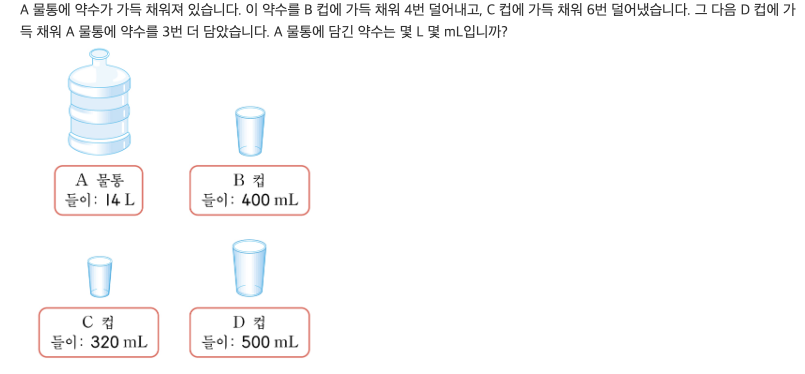 A 물통에 약수가 가득 채워져 있습니다. 이 약수를 B 컵에 가득 채워 4번 덜어내고, C 컵에 가득 채워 6번 덜어냈습니다. 그 다음 D 컵에 가
득 채워 A 물통에 약수를 3번 더 담았습니다. A 물통에 담긴 약수는 몇 L 몇 mL입니까?
A 물통
들이: 14 L
B 컵
들이: 400 mL
C 컵
들이: 320 mL
D 컵
들이: 500 mL